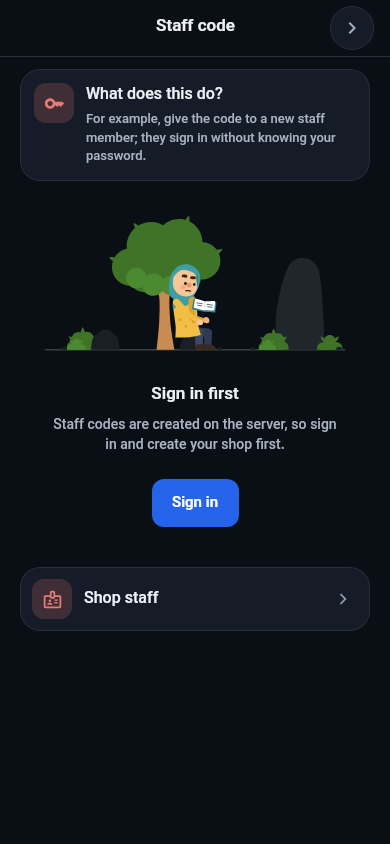 Staff code
What does this do?
For example, give the code to a new staff
member; they sign in without knowing your
password.
Sign in first
Staff codes are created on the server, so sign
in and create your shop first.
Sign in
Shop staff